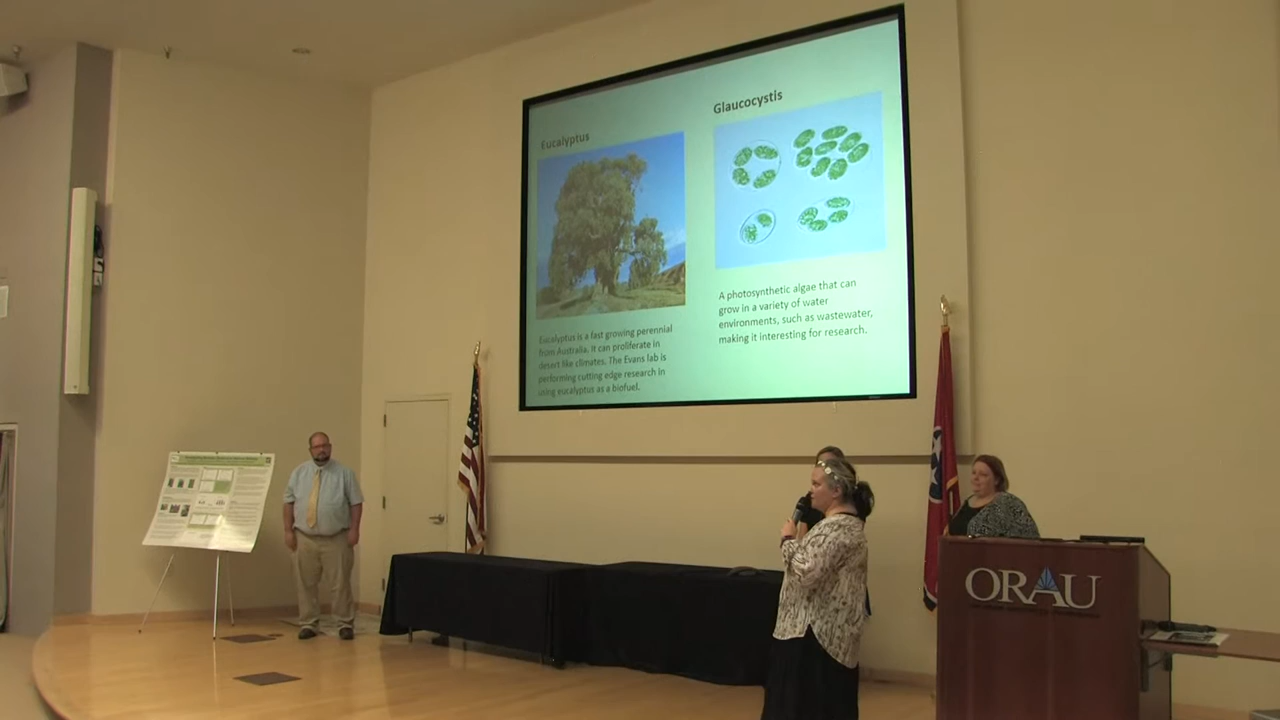 Eucalyptus
Eucalyptus is a fast growing perennial
from Australia. It can proliferate in
desert like climates. The Evans lab is
performing cutting edge research in
using eucalyptus as a biofuel.
Glaucocystis
A photosynthetic algae that can
grow in a variety of water
environments, such as wastewater,
making it interesting for research.
ORAU